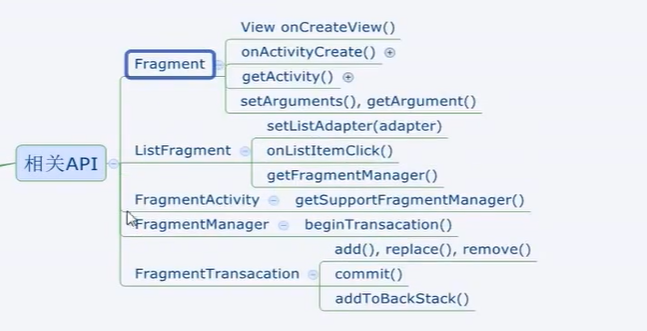 View onCreateView()
onActivityCreate()
Fragment
getActivity()
setArguments(), getArgument()
setListAdapter(adapter)
相关API
ListFragment
onListItemClick()
getFragmentManager()
FragmentActivity getSupportFragmentManager()
FragmentManager beginTransacation()
add(), replace(), remove()
FragmentTransacation
commit()
addToBackStack()